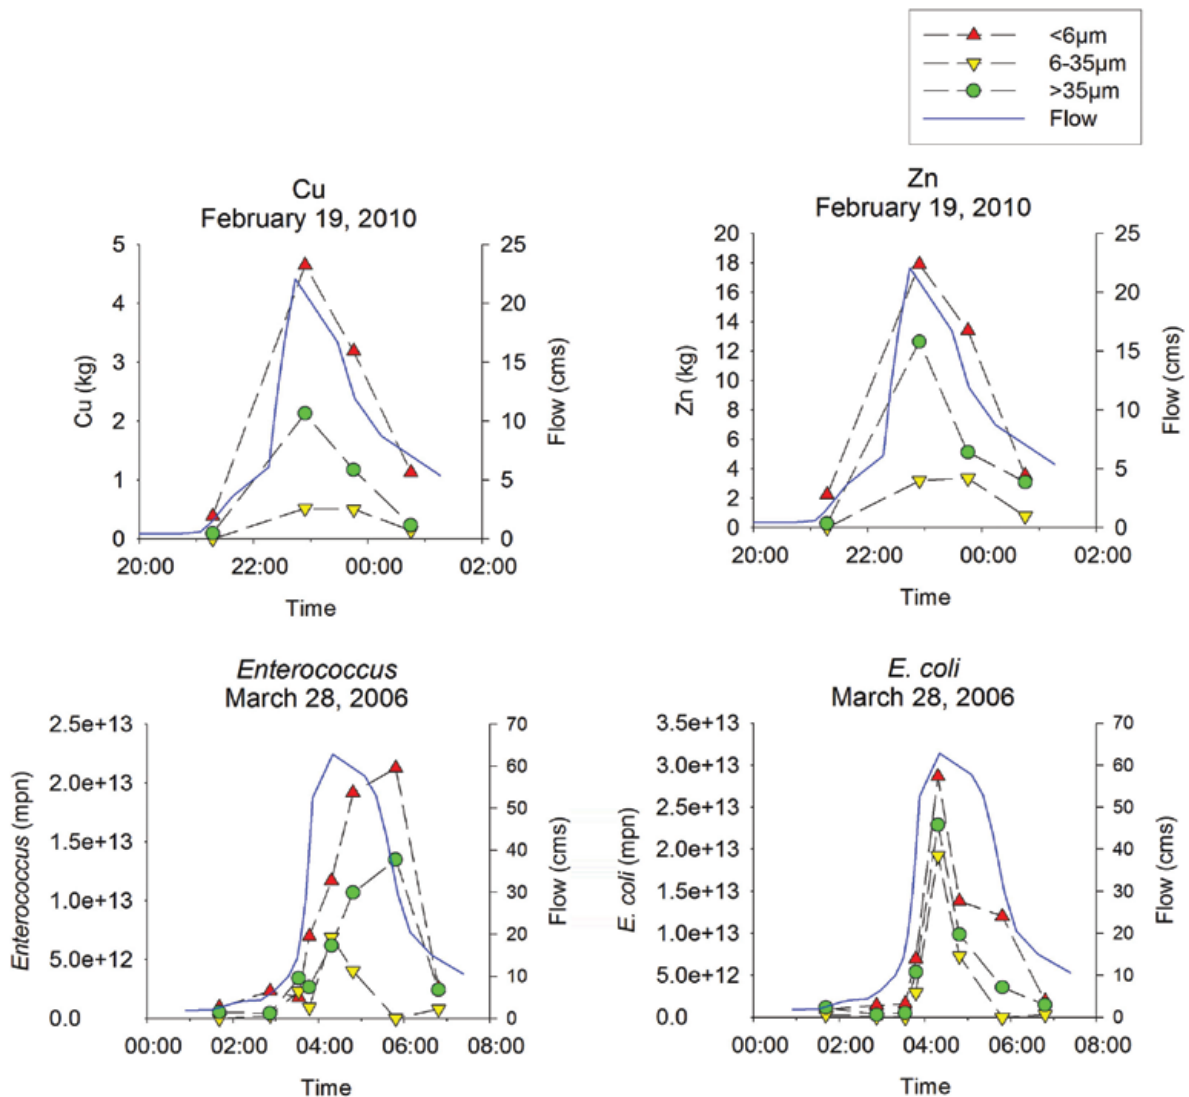 <6µm
6-35µm
>35µm
Flow
Cu
February 19, 2010
5
4
3
2
1
0
Cu (kg)
25
20
15
10
5
0
Flow (cms)
20:00 22:00 00:00 02:00
Time
Zn
February 19, 2010
20
18
16
14
12
10
8
6
4
2
0
Zn (kg)
25
20
15
10
5
0
Flow (cms)
20:00 22:00 00:00 02:00
Time
Enterococcus
March 28, 2006
2.5e+13
2.0e+13
1.5e+13
1.0e+13
5.0e+12
0.0
Enterococcus (mpn)
70
60
50
40
30
20
10
0
Flow (cms)
00:00 02:00 04:00 06:00 08:00
Time
E. coli
March 28, 2006
3.5e+13
3.0e+13
2.5e+13
2.0e+13
1.5e+13
1.0e+13
5.0e+12
0.0
E. coli (mpn)
70
60
50
40
30
20
10
0
Flow (cms)
00:00 02:00 04:00 06:00 08:00
Time